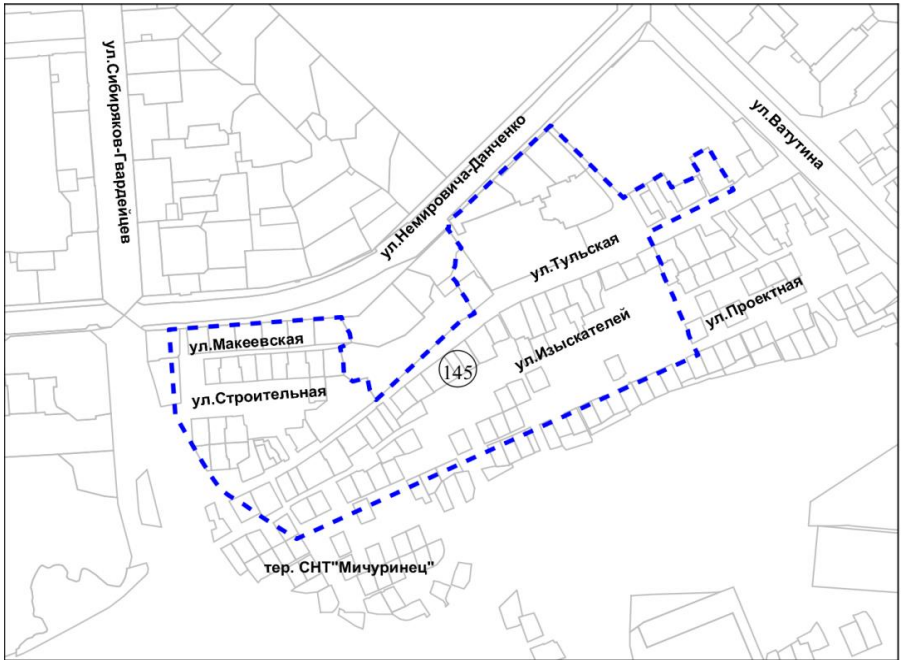 ул.Сибиряков-Гвардейцев
ул.Немировича-Данченко
ул.Ватутина
ул.Тульская
ул.Проектная
ул.Изыскателей
ул.Макеевская
145
ул.Строительная
тер. СНТ"Мичуринец"